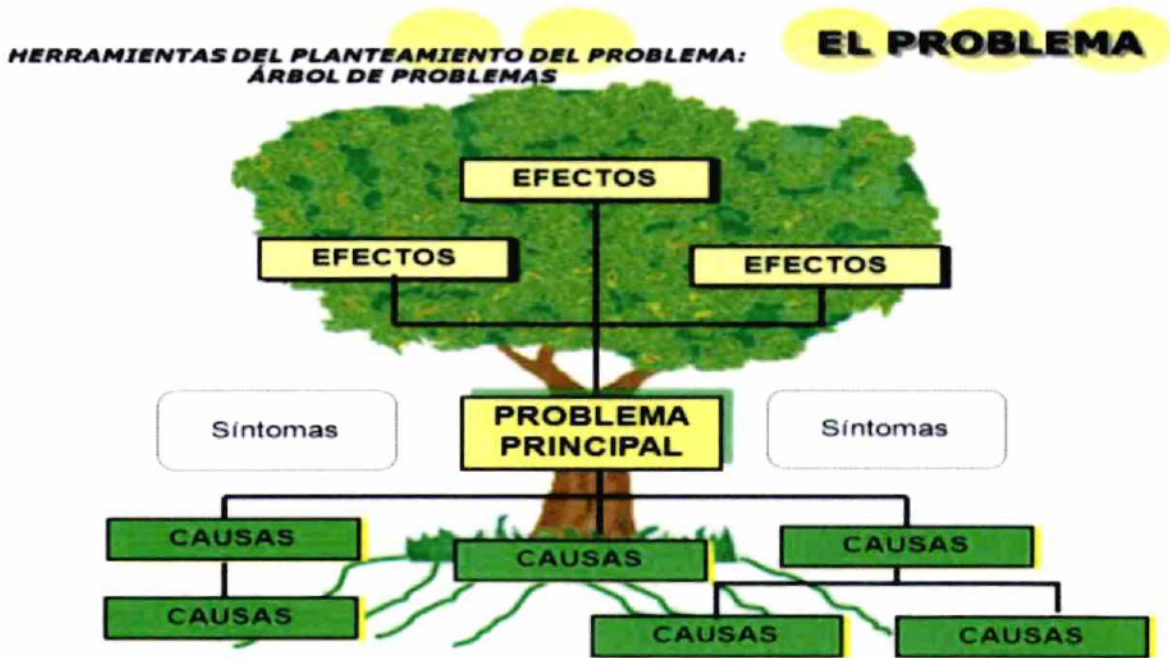 HERRAMIENTAS DEL PLANTEAMIENTO DEL PROBLEMA:
ÁRBOL DE PROBLEMAS
EL PROBLEMA
EFECTOS
EFECTOS
EFECTOS
Síntomas
PROBLEMA
PRINCIPAL
Síntomas
CAUSAS
CAUSAS
CAUSAS
CAUSAS
CAUSAS
CAUSAS